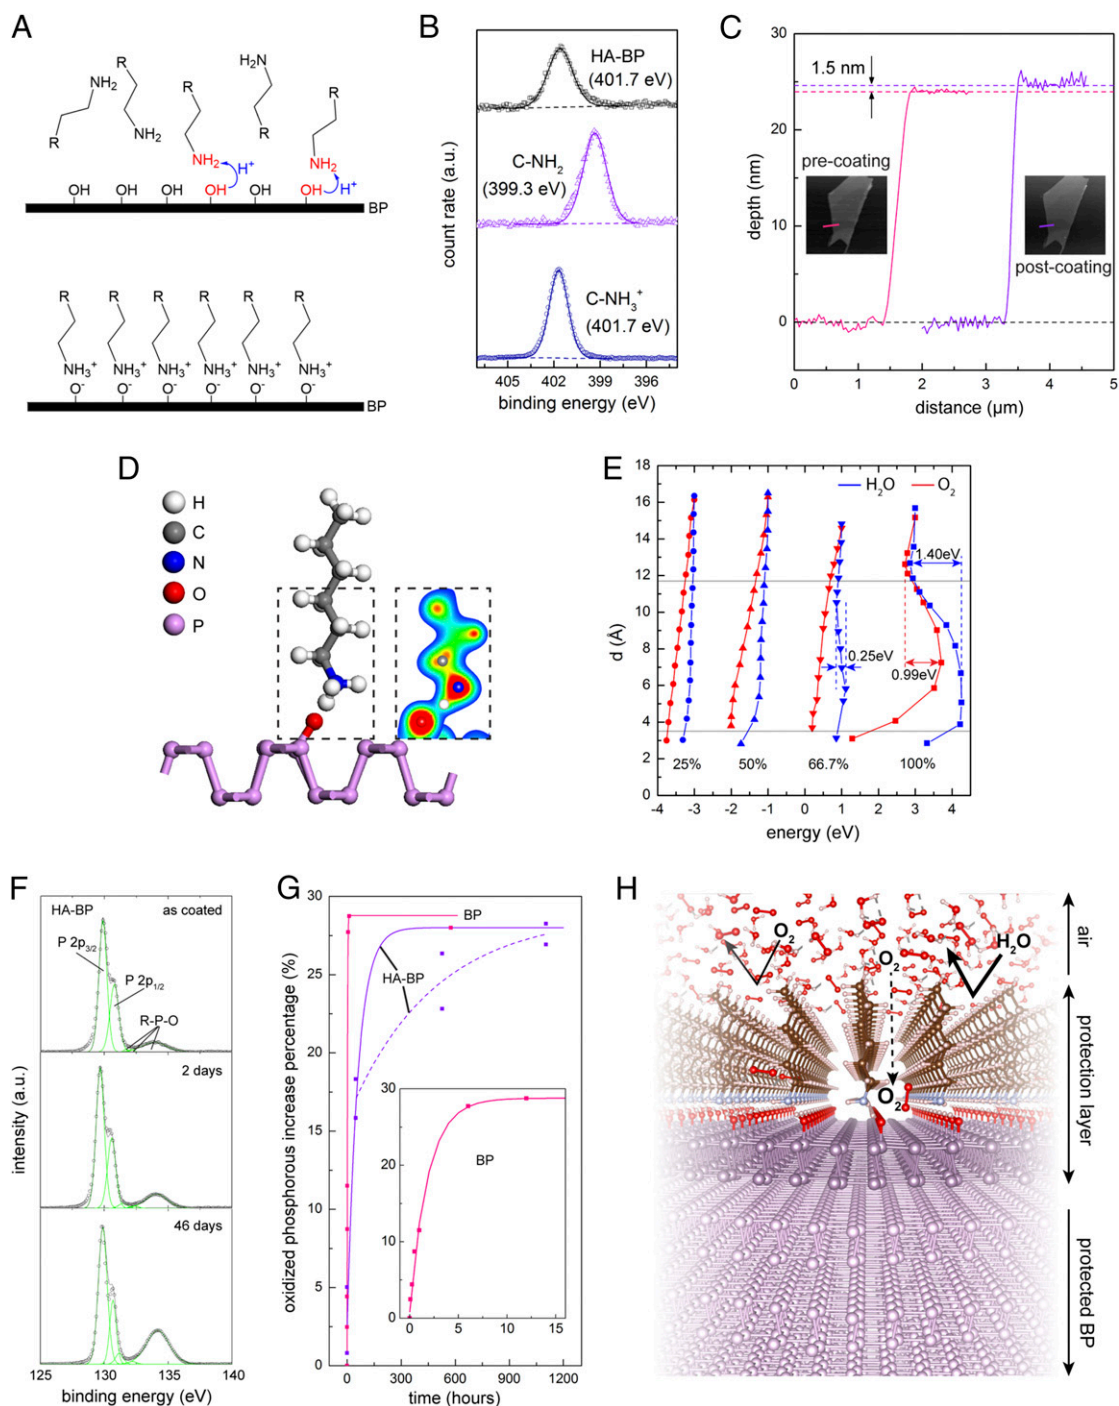 A
R
NH₂
R
R
R
NH₂
H₂N
R
R
R
NH₂
H⁺
R
R
NH₂
H⁺
OH OH OH OH OH OH
BP
R R R R R R
NH₃⁺ NH₃⁺ NH₃⁺ NH₃⁺ NH₃⁺ NH₃⁺
O⁻ O⁻ O⁻ O⁻ O⁻ O⁻
BP
B
HA-BP
(401.7 eV)
C-NH₂
(399.3 eV)
C-NH₃⁺
(401.7 eV)
count rate (a.u.)
405 402 399 396
binding energy (eV)
C
30
20
10
0
depth (nm)
1.5 nm
pre-coating
post-coating
0 1 2 3 4 5
distance (μm)
D
H
C
N
O
P
E
18
16
14
12
10
8
6
4
2
0
d (Å)
H₂O O₂
1.40eV
0.25eV
0.99eV
25% 50% 66.7% 100%
-4 -3 -2 -1 0 1 2 3 4
energy (eV)
F
HA-BP
as coated
P 2p₃/₂
P 2p₁/₂
R-P-O
2 days
46 days
intensity (a.u.)
125 130 135 140
binding energy (eV)
G
30
25
20
15
10
5
0
oxidized phosphorous increase percentage (%)
BP
HA-BP
30
20
10
0
BP
0 5 10 15
0 300 600 900 1200
time (hours)
H
O₂
O₂
H₂O
O₂
air
protection layer
protected BP